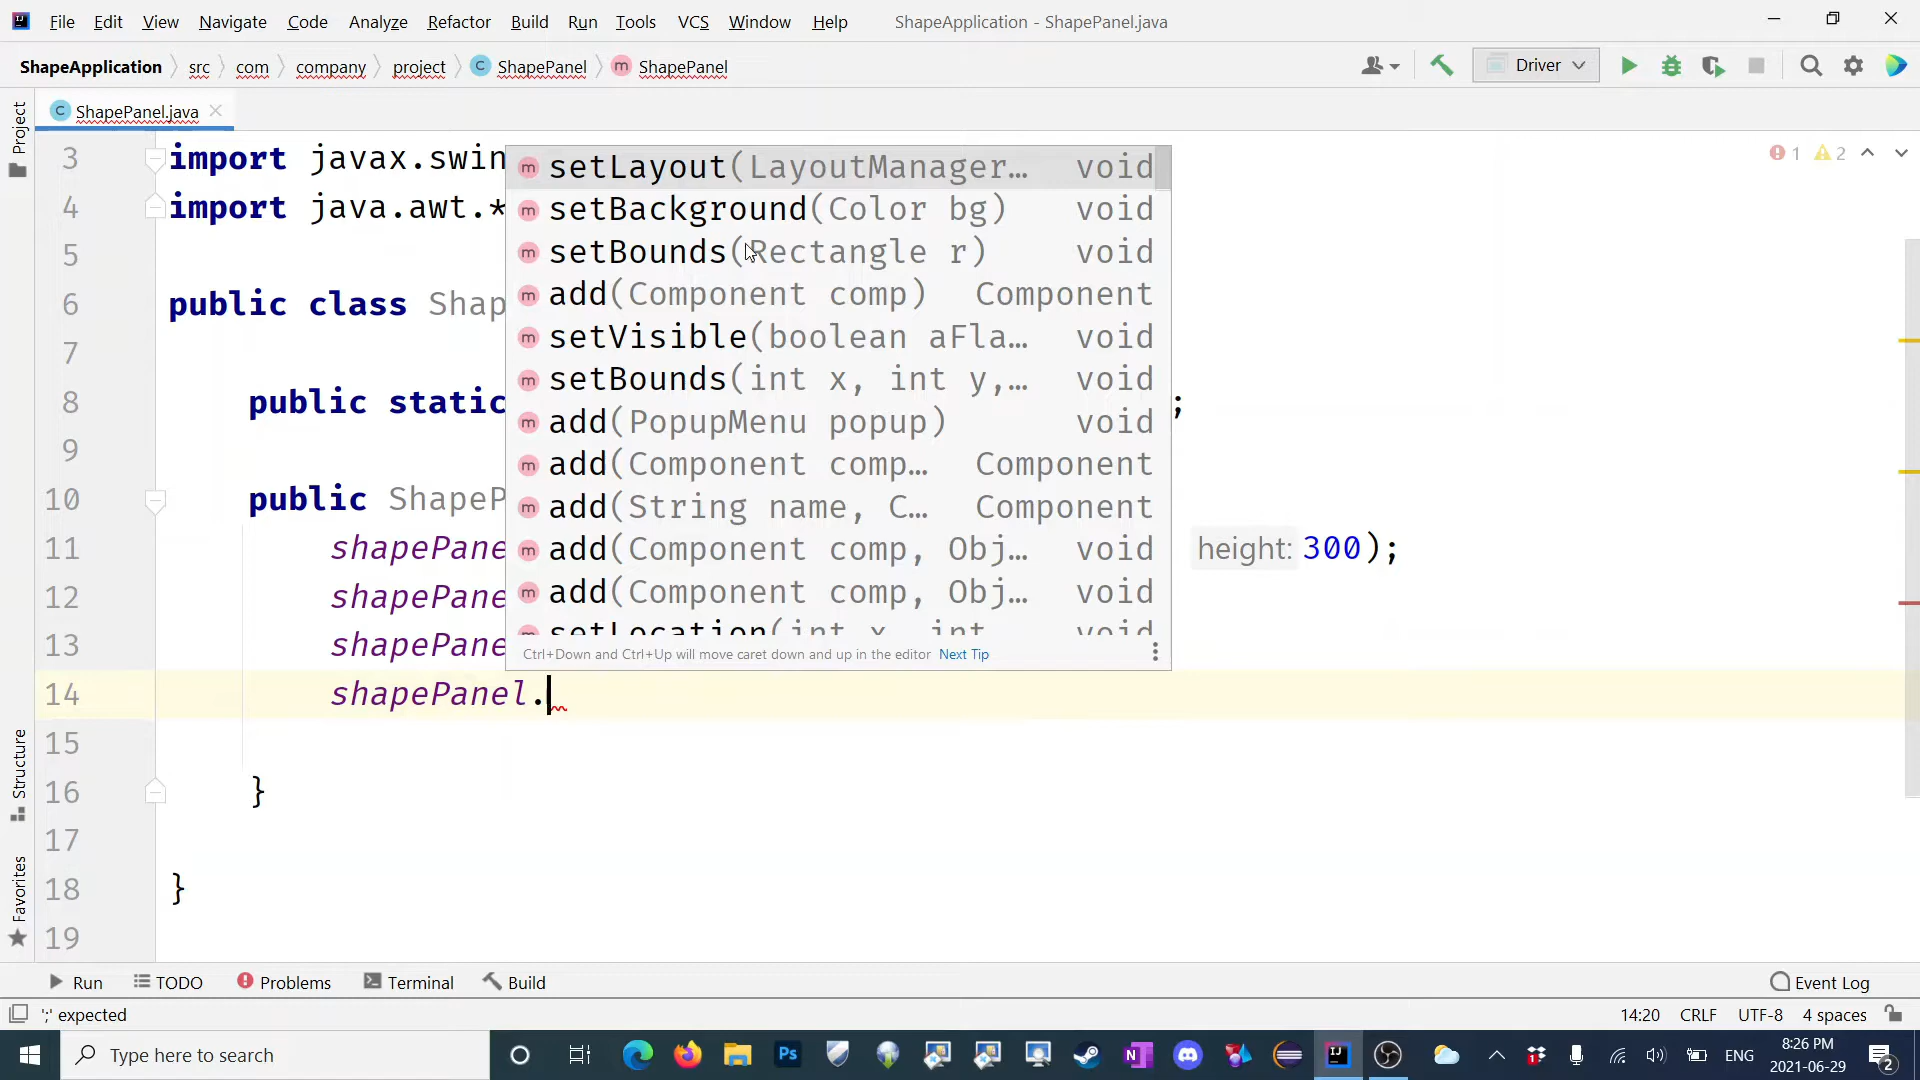 File Edit View Navigate Code Analyze Refactor Build Run Tools VCS Window Help ShapeApplication - ShapePanel.java
ShapeApplication src com company project ShapePanel ShapePanel Driver
ShapePanel.java
Project
Structure
Favorites
3 import javax.swin
4 import java.awt.*
5
6 public class Shap
7
8 public static ;
9
10 public ShapeP
11 shapePane height: 300);
12 shapePane
13 shapePane
14 shapePanel.
15
16 }
17
18 }
19
1 2
setLayout(LayoutManager… void
setBackground(Color bg) void
setBounds(Rectangle r) void
add(Component comp) Component
setVisible(boolean aFla… void
setBounds(int x, int y,… void
add(PopupMenu popup) void
add(Component comp… Component
add(String name, C… Component
add(Component comp, Obj… void
add(Component comp, Obj… void
setLocation(int x, int void
Ctrl+Down and Ctrl+Up will move caret down and up in the editor Next Tip
Run TODO Problems Terminal Build Event Log
';' expected 14:20 CRLF UTF-8 4 spaces
Type here to search ENG 8:26 PM
2021-06-29 2